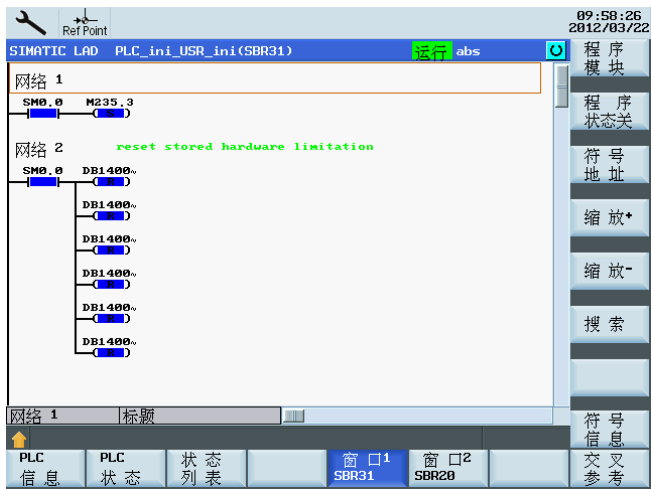 Ref Point
09:58:26
2012/03/22
SIMATIC LAD PLC_ini_USR_ini(SBR31) 运行 abs
网络 1
SM0.0 M235.3
网络 2 reset stored hardware limitation
SM0.0 DB1400~
R
DB1400~
R
DB1400~
R
DB1400~
R
DB1400~
R
DB1400~
R
网络 1 标题
程序
模块
程序
状态关
符号
地址
缩放+
缩放-
搜索
符号
信息
PLC
信息
PLC
状态
状态
列表
窗口1
SBR31
窗口2
SBR20
交叉
参考